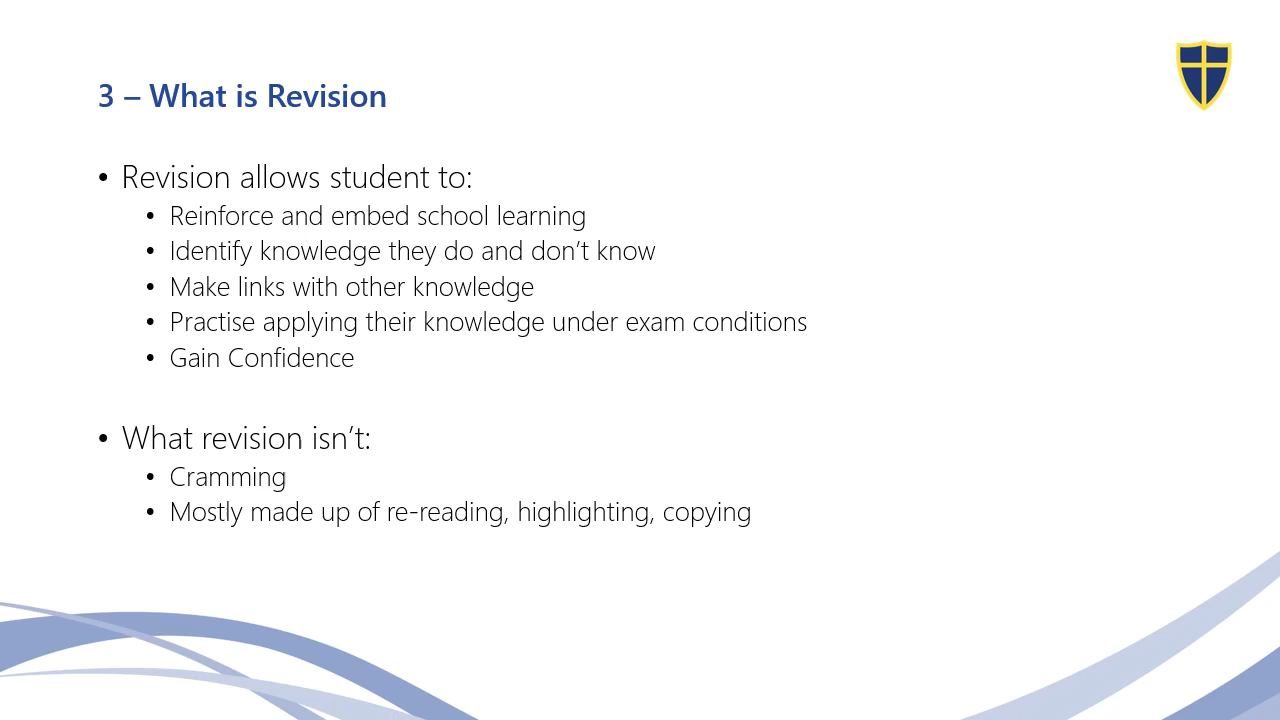 3 – What is Revision
• Revision allows student to:
• Reinforce and embed school learning
• Identify knowledge they do and don’t know
• Make links with other knowledge
• Practise applying their knowledge under exam conditions
• Gain Confidence
• What revision isn’t:
• Cramming
• Mostly made up of re-reading, highlighting, copying